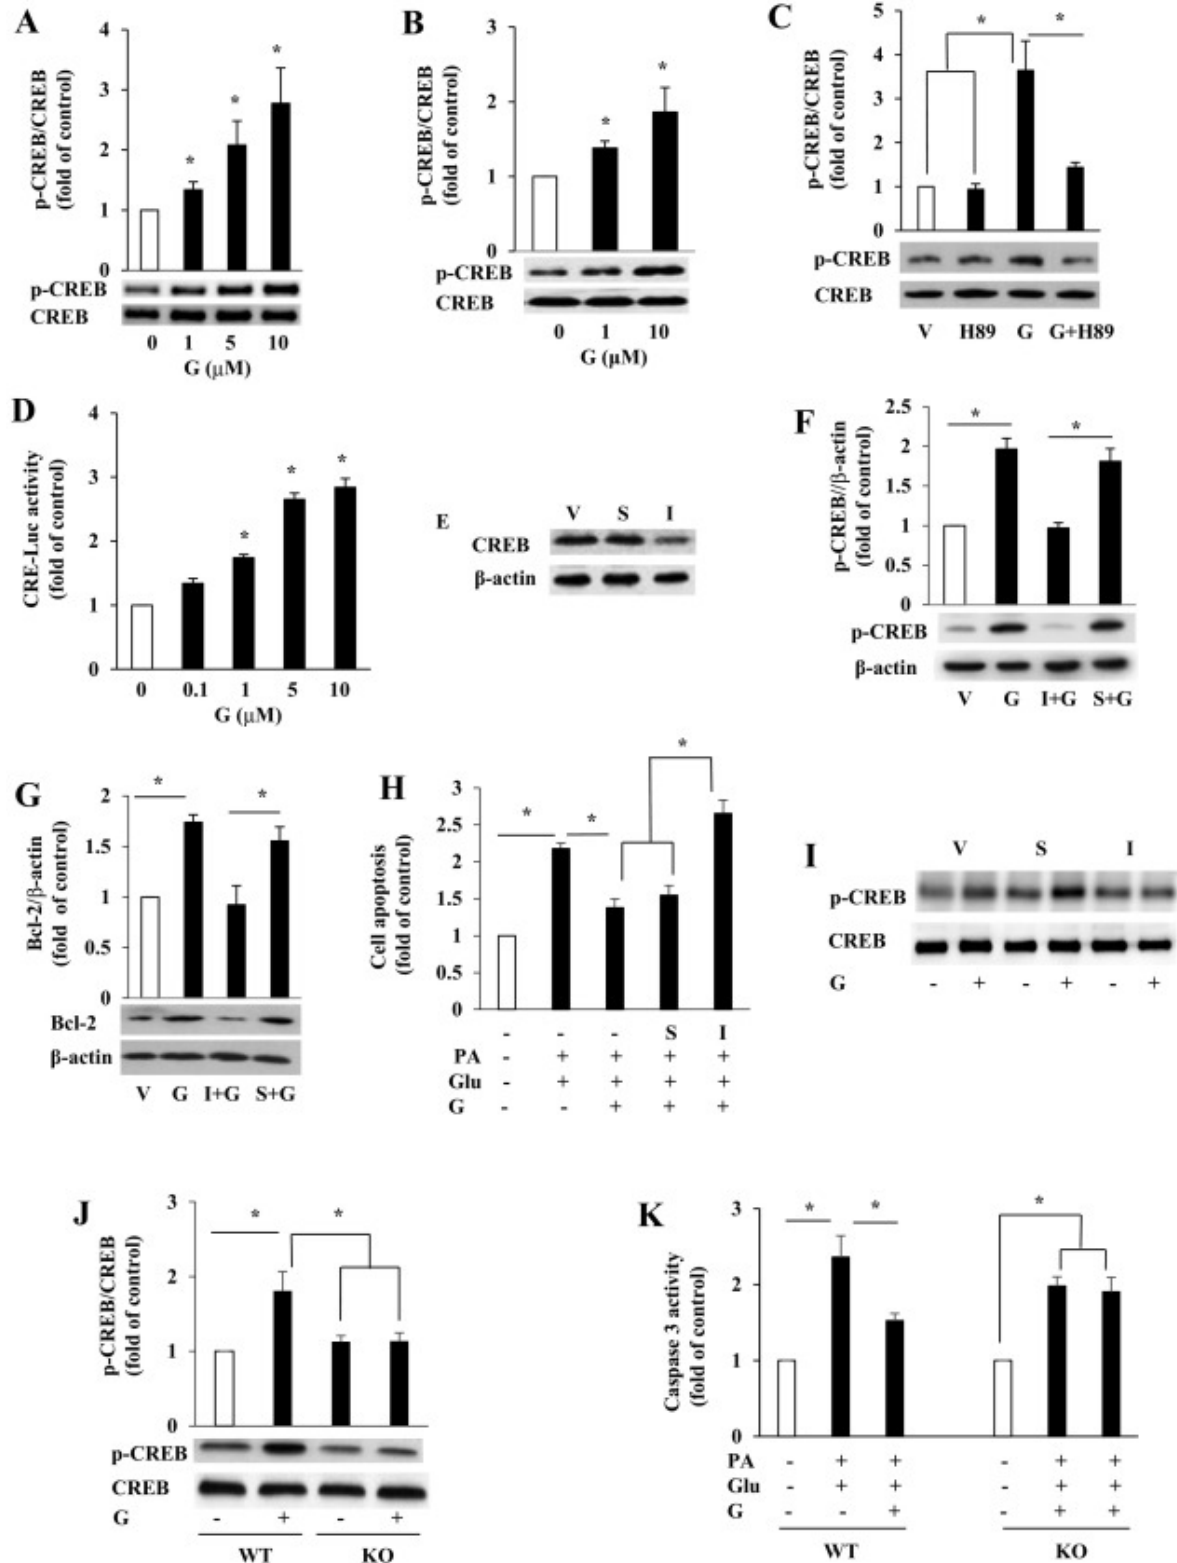 A
p-CREB/CREB
(fold of control)
4
*
3
*
2
*
1
0
p-CREB
CREB
0 1 5 10
G (μM)
B
p-CREB/CREB
(fold of control)
3
*
2
*
1
0
p-CREB
CREB
0 1 10
G (μM)
C
p-CREB/CREB
(fold of control)
5
* *
4
3
2
1
0
p-CREB
CREB
V H89 G G+H89
D
CRE-Luc activity
(fold of control)
4
3
* *
*
2
1
0
0 0.1 1 5 10
G (μM)
E
V S I
CREB
β-actin
F
p-CREB//β-actin
(fold of control)
2.5
* *
2
1
0.5
0
p-CREB
β-actin
V G I+G S+G
G
Bcl-2/β-actin
(fold of control)
* *
2
1.5
1
0.5
0
Bcl-2
β-actin
V G I+G S+G
H
Cell apoptosis
(fold of control)
*
3
* *
2.5
2
1.5
1
0.5
0
- - - S I
PA - + + + +
Glu - + + + +
G - - + + +
I
V S I
p-CREB
CREB
G - + - + - +
J
p-CREB/CREB
(fold of control)
3
* *
2
1
0
p-CREB
CREB
G - + - +
WT KO
K
Caspase 3 activity
(fold of control)
3
* * *
2
1
0
PA - + + - + +
Glu - + + - + +
G - - + - + +
WT KO